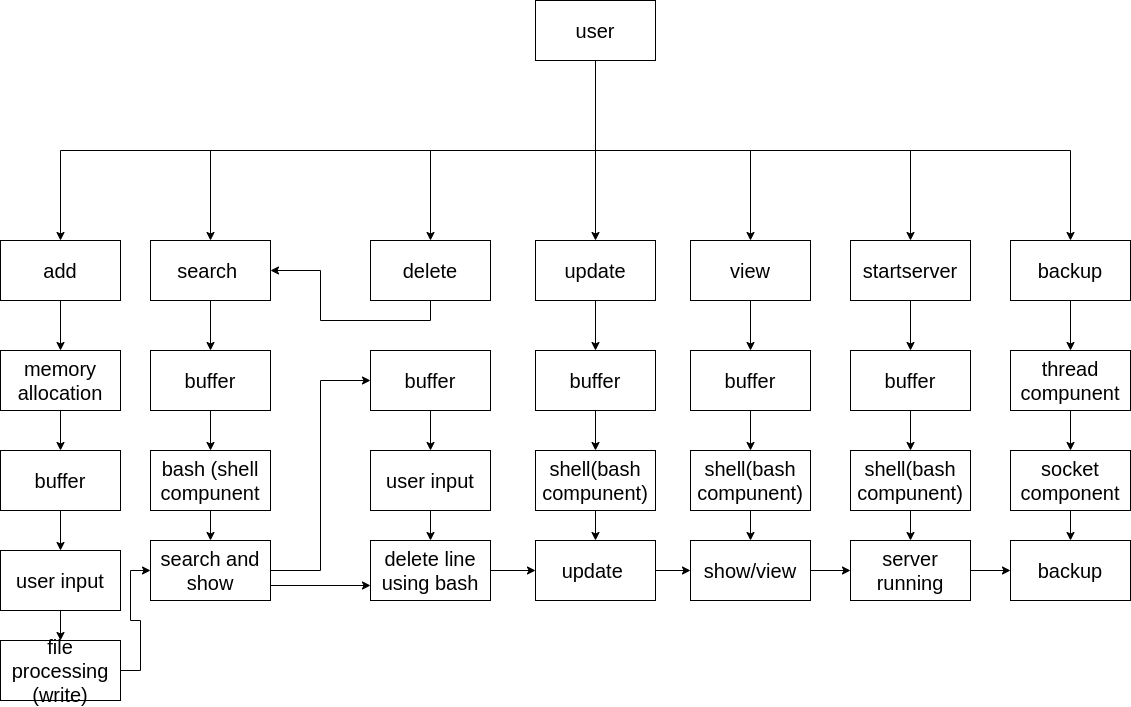 user
add
search
delete
update
view
startserver
backup
memory
allocation
buffer
buffer
buffer
buffer
buffer
thread
compunent
buffer
bash (shell
compunent
user input
shell(bash
compunent)
shell(bash
compunent)
shell(bash
compunent)
socket
component
user input
search and
show
delete line
using bash
update
show/view
server
running
backup
file
processing
(write)